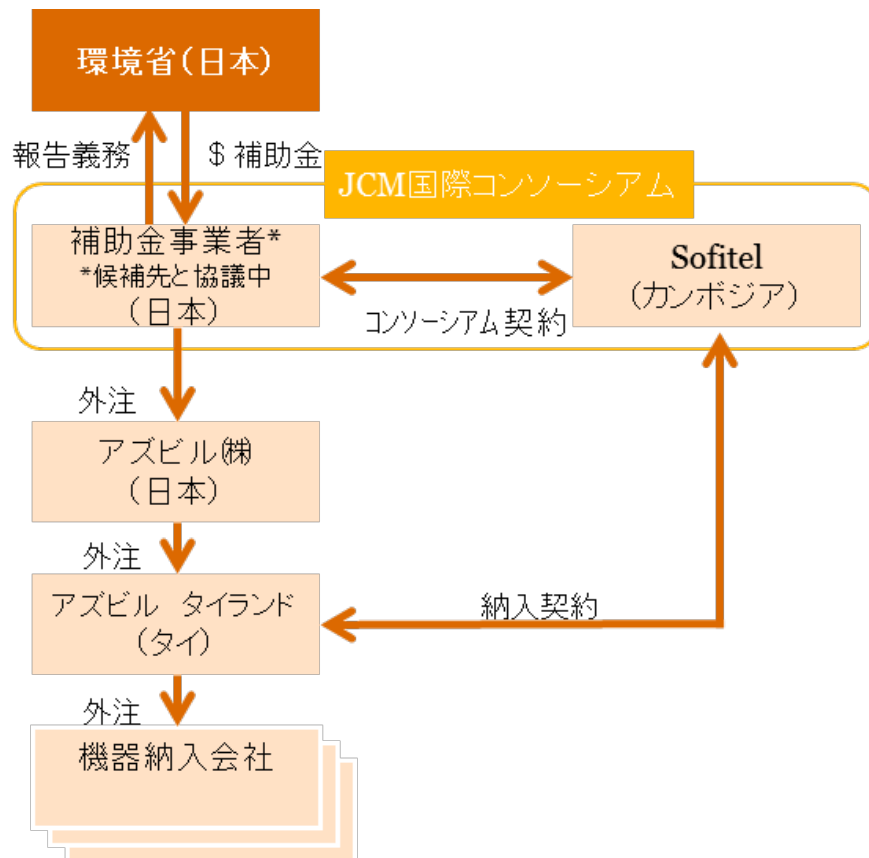 環境省(日本)
報告義務
$ 補助金
JCM国際コンソーシアム
補助金事業者*
*候補先と協議中
(日本)
Sofitel
(カンボジア)
コンソーシアム契約
外注
アズビル㈱
(日本)
外注
アズビル タイランド
(タイ)
納入契約
外注
機器納入会社